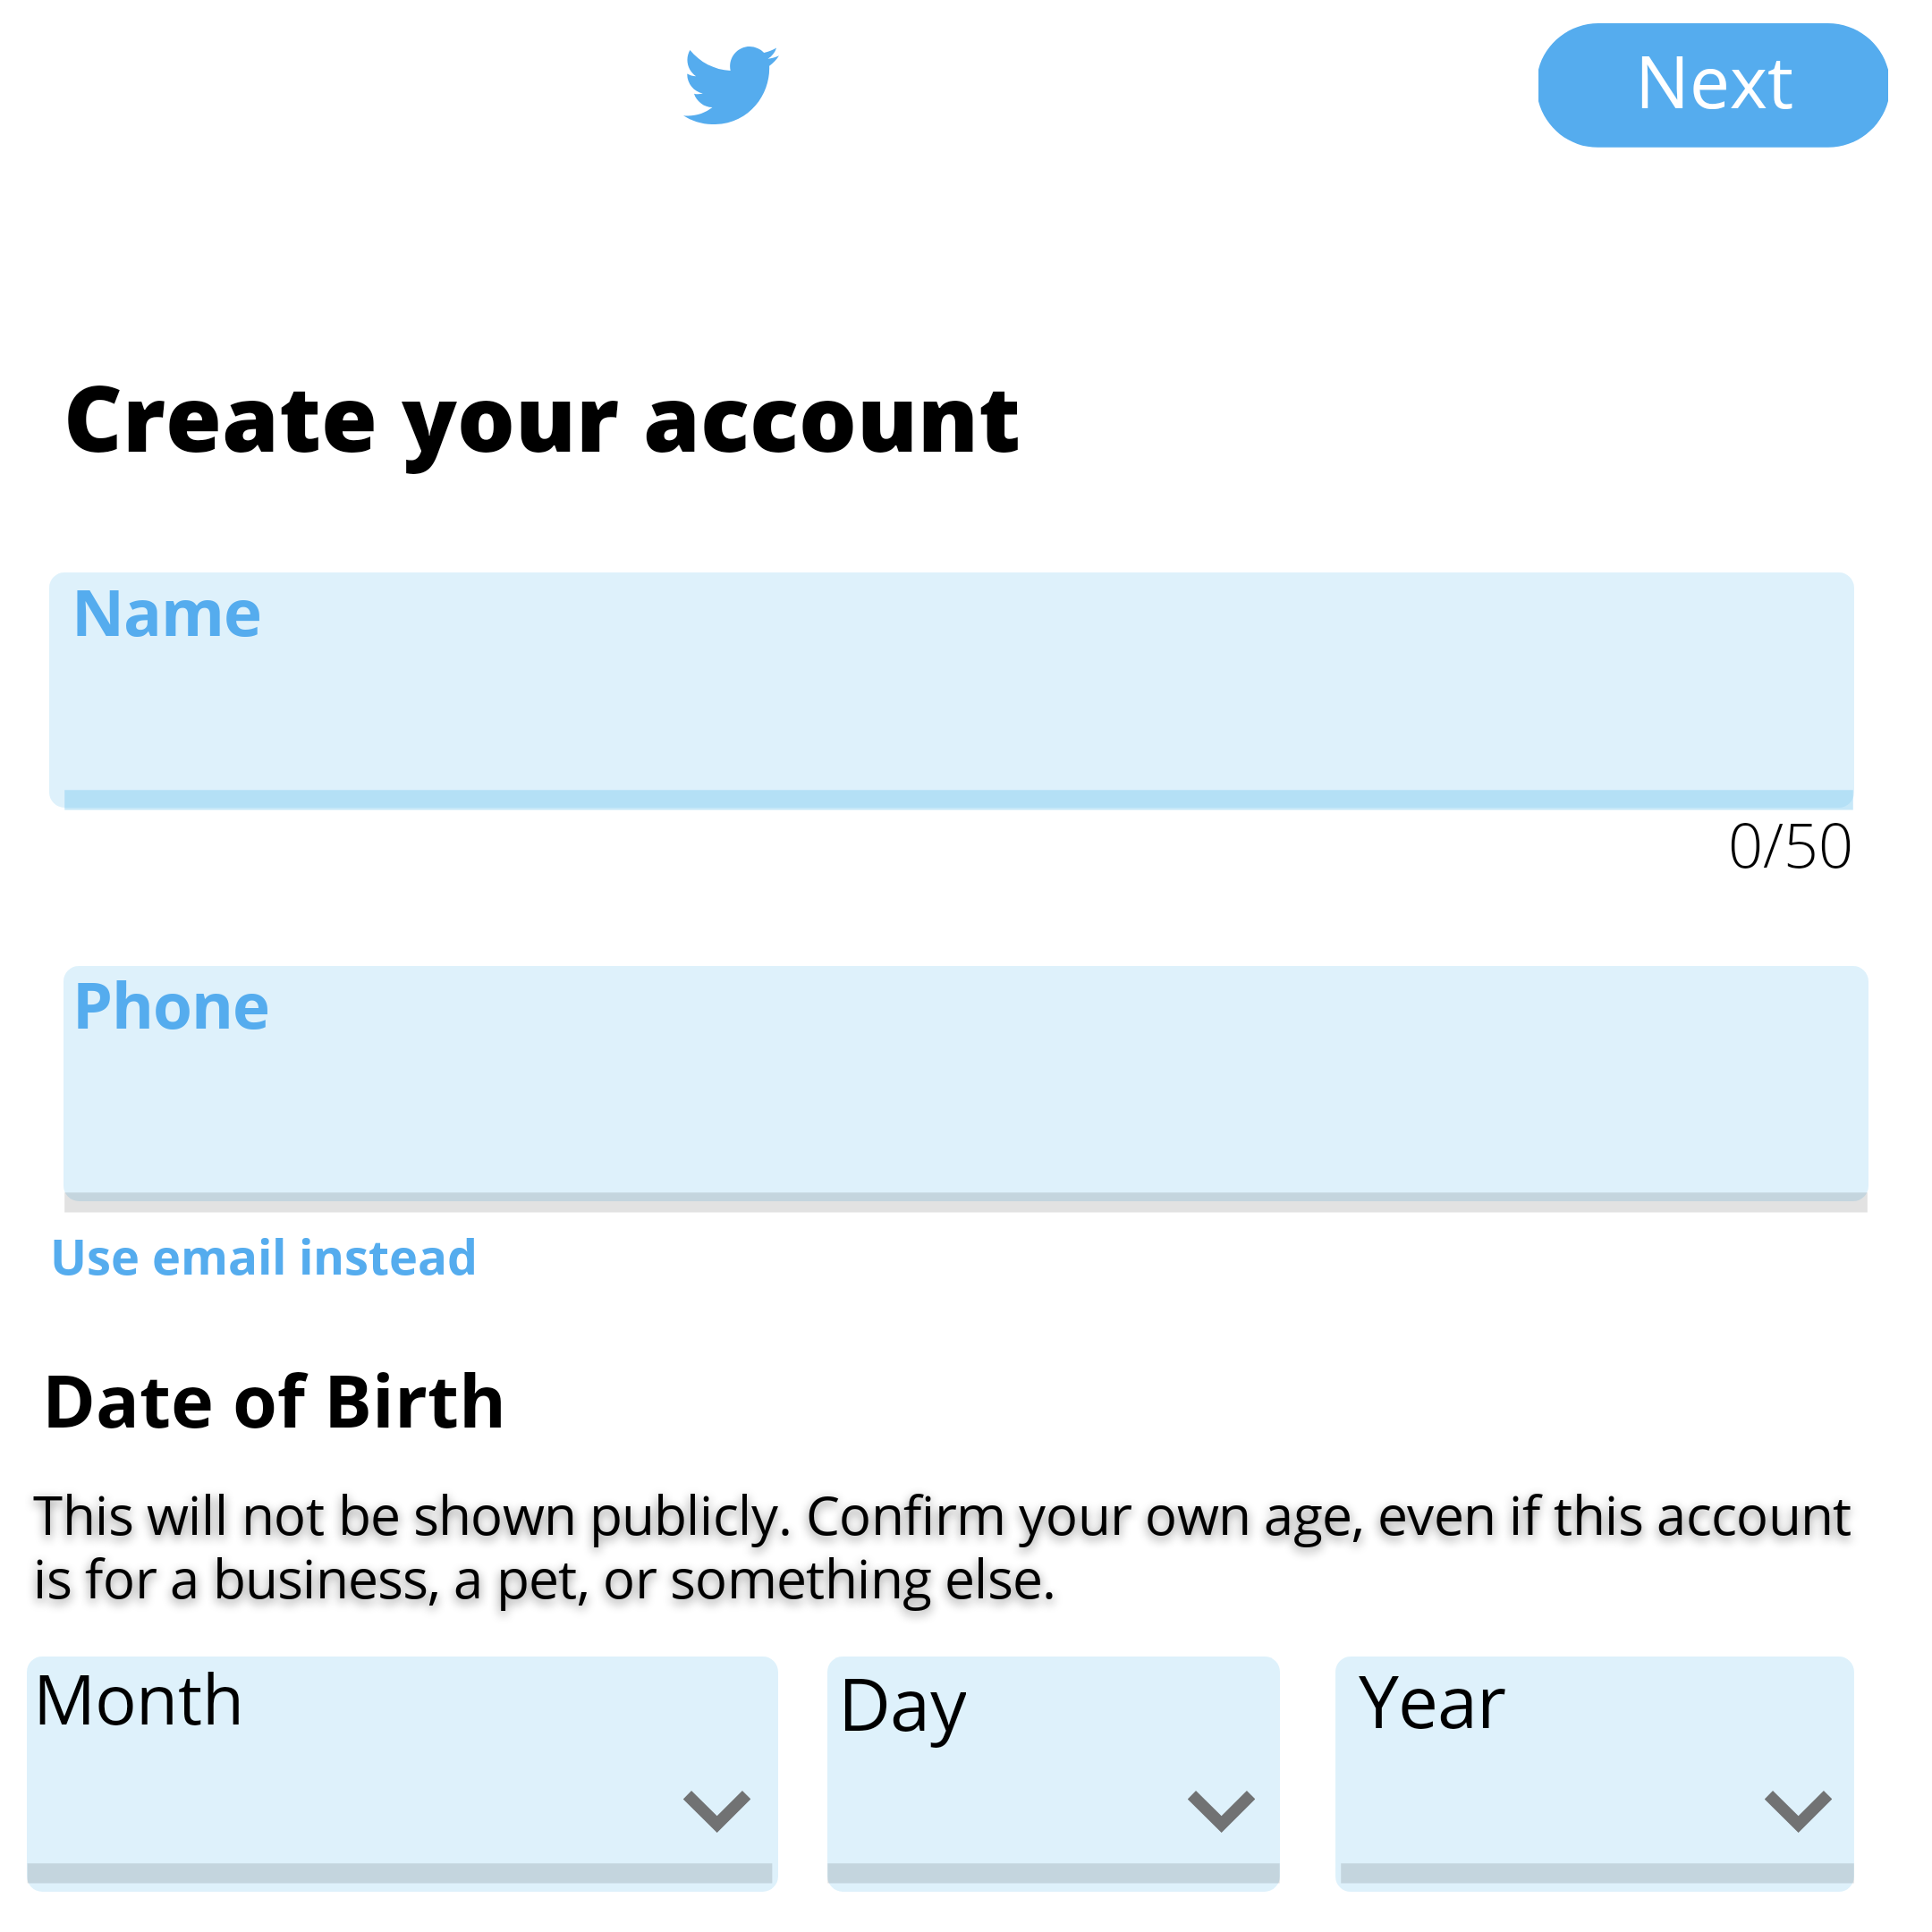 Next
Create your account
Name
0/50
Phone
Use email instead
Date of Birth
This will not be shown publicly. Confirm your own age, even if this account
is for a business, a pet, or something else.
Month
Day
Year